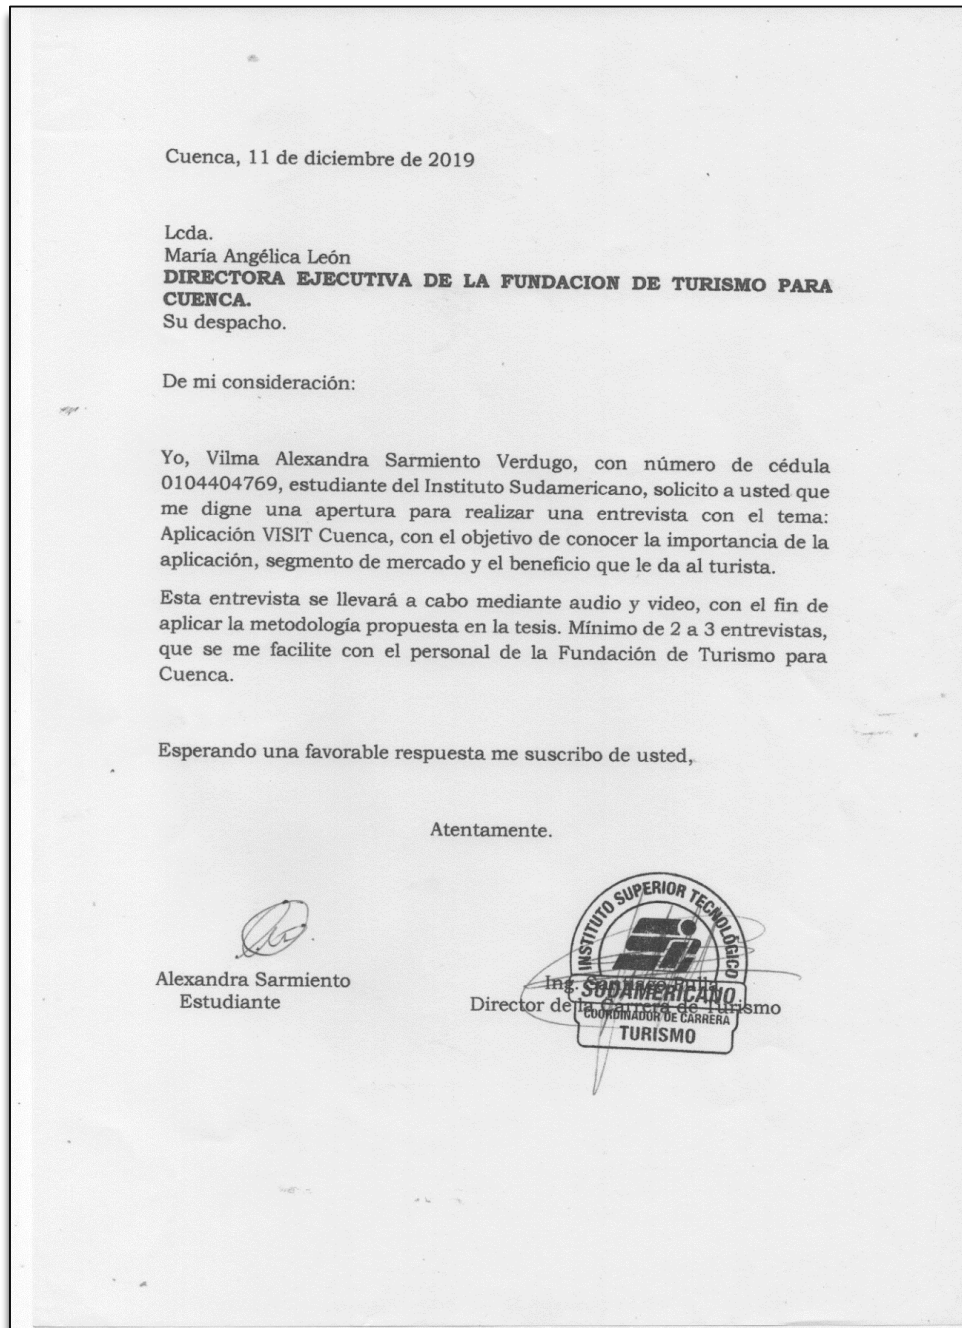 Cuenca, 11 de diciembre de 2019
Lcda.
María Angélica León
DIRECTORA EJECUTIVA DE LA FUNDACION DE TURISMO PARA
CUENCA.
Su despacho.
De mi consideración:
Yo, Vilma Alexandra Sarmiento Verdugo, con número de cédula
0104404769, estudiante del Instituto Sudamericano, solicito a usted que
me digne una apertura para realizar una entrevista con el tema:
Aplicación VISIT Cuenca, con el objetivo de conocer la importancia de la
aplicación, segmento de mercado y el beneficio que le da al turista.
Esta entrevista se llevará a cabo mediante audio y video, con el fin de
aplicar la metodología propuesta en la tesis. Mínimo de 2 a 3 entrevistas,
que se me facilite con el personal de la Fundación de Turismo para
Cuenca.
Esperando una favorable respuesta me suscribo de usted,
Atentamente.
Alexandra Sarmiento
Estudiante
INSTITUTO SUPERIOR TECNOLÓGICO
Ing.
SUDAMERICANO
Director de la Carrera de Turismo
COORDINADOR DE CARRERA
TURISMO